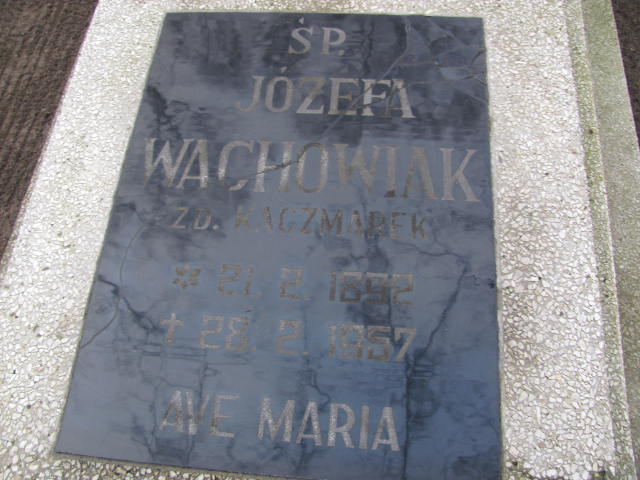 ŚP.
JÓZEFA
WACHOWIAK
ZD. KACZMAREK
* 21. 2. 1892
† 28. 2. 1957
AVE MARIA